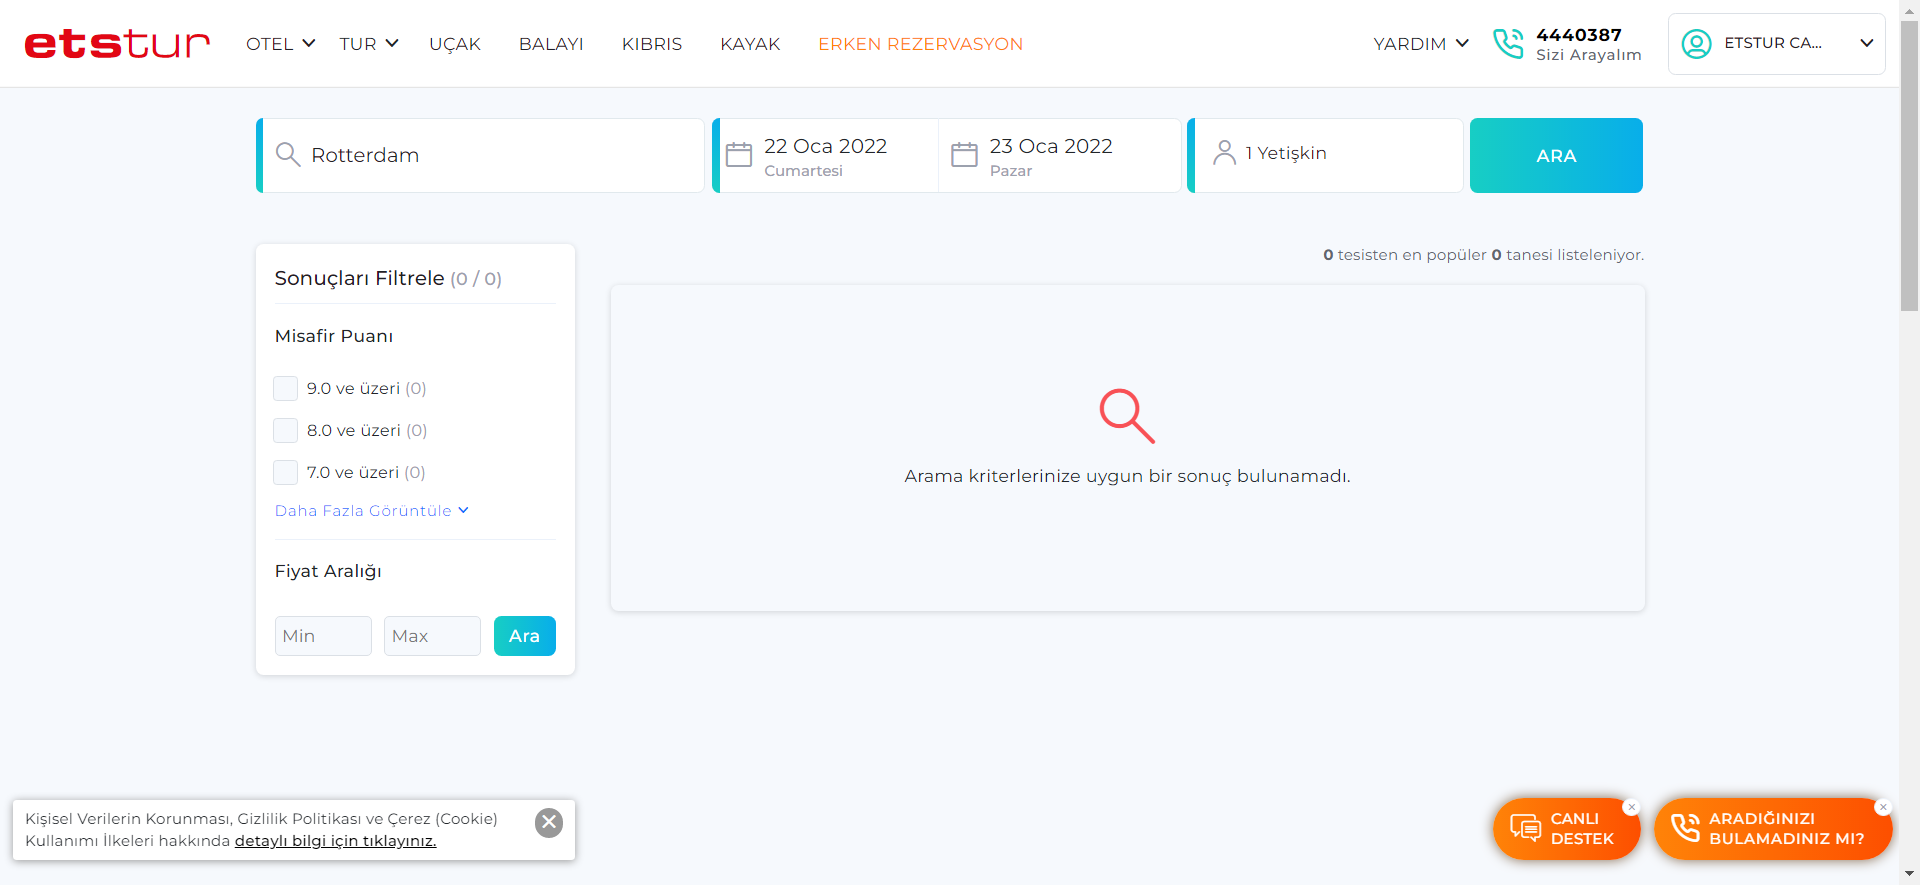 etstur
OTEL
TUR
UÇAK
BALAYI
KIBRIS
KAYAK
ERKEN REZERVASYON
YARDIM
4440387
Sizi Arayalım
ETSTUR CA...
Rotterdam
22 Oca 2022
Cumartesi
23 Oca 2022
Pazar
1 Yetişkin
ARA
Sonuçları Filtrele (0 / 0)
Misafir Puanı
9.0 ve üzeri (0)
8.0 ve üzeri (0)
7.0 ve üzeri (0)
Daha Fazla Görüntüle
Fiyat Aralığı
Min
Max
Ara
0 tesisten en popüler 0 tanesi listeleniyor.
Arama kriterlerinize uygun bir sonuç bulunamadı.
Kişisel Verilerin Korunması, Gizlilik Politikası ve Çerez (Cookie)
Kullanımı İlkeleri hakkında detaylı bilgi için tıklayınız.
CANLI
DESTEK
ARADIĞINIZI
BULAMADINIZ MI?